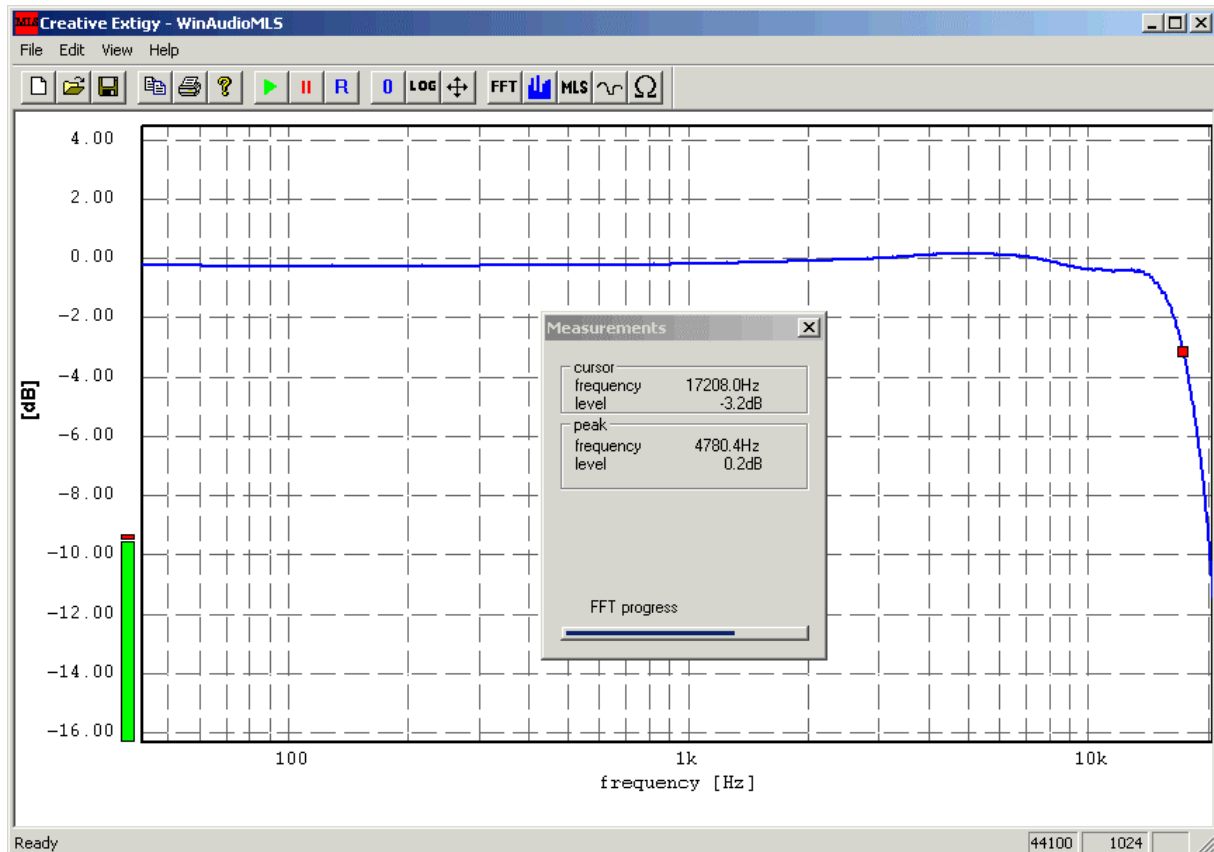 MLS Creative Extigy - WinAudioMLS
File Edit View Help
? R 0 LOG FFT MLS Ω
4.00
2.00
0.00
-2.00
-4.00
-6.00
-8.00
-10.00
-12.00
-14.00
-16.00
[dB]
100 1k 10k
frequency [Hz]
Measurements
cursor
frequency 17208.0Hz
level -3.2dB
peak
frequency 4780.4Hz
level 0.2dB
FFT progress
Ready 44100 1024